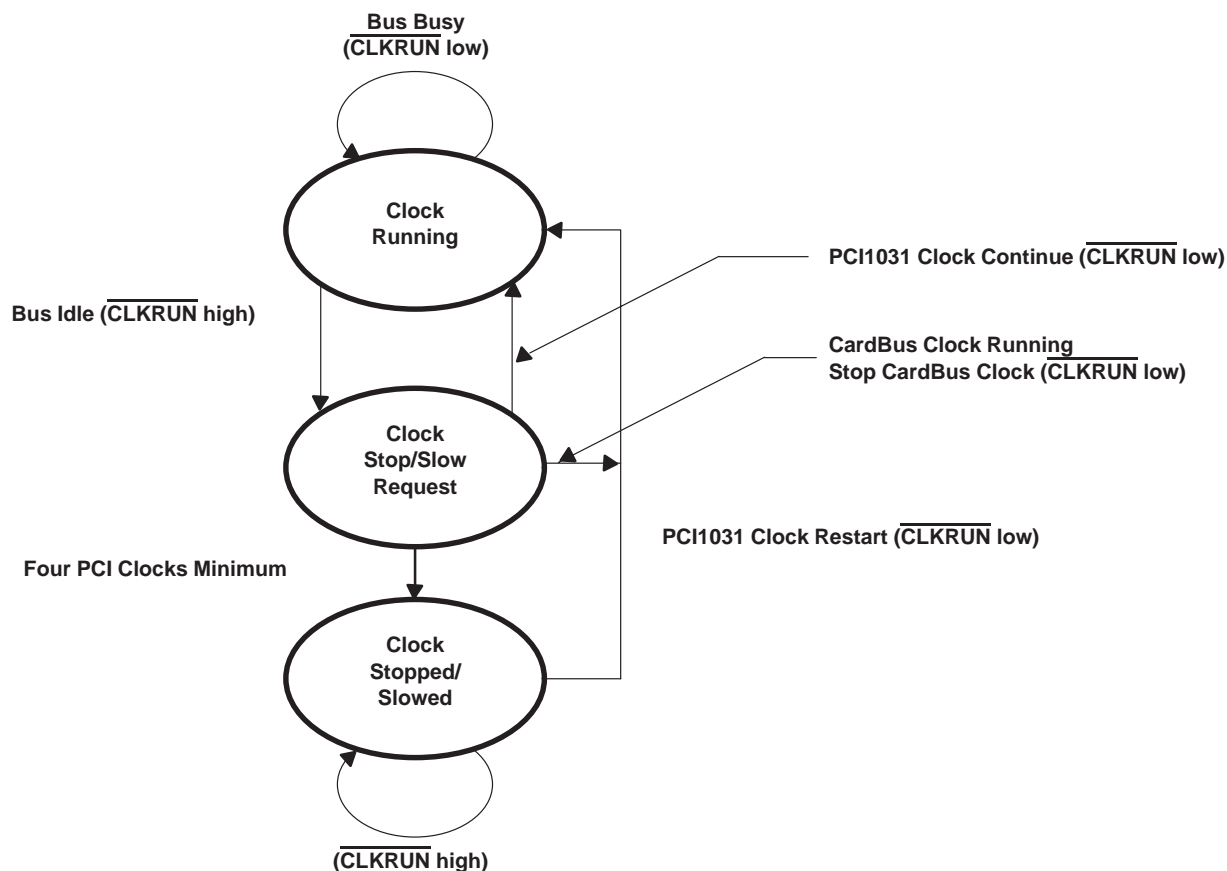 Bus Busy
(CLKRUN low)
Clock
Running
PCI1031 Clock Continue (CLKRUN low)
Bus Idle (CLKRUN high)
CardBus Clock Running
Stop CardBus Clock (CLKRUN low)
Clock
Stop/Slow
Request
PCI1031 Clock Restart (CLKRUN low)
Four PCI Clocks Minimum
Clock
Stopped/
Slowed
(CLKRUN high)